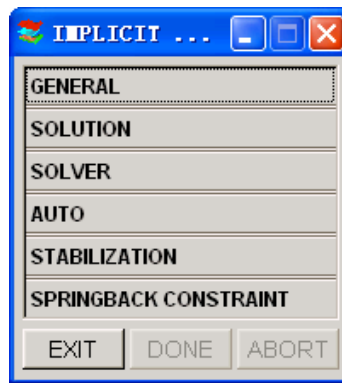 IMPLICIT ...
GENERAL
SOLUTION
SOLVER
AUTO
STABILIZATION
SPRINGBACK CONSTRAINT
EXIT DONE ABORT